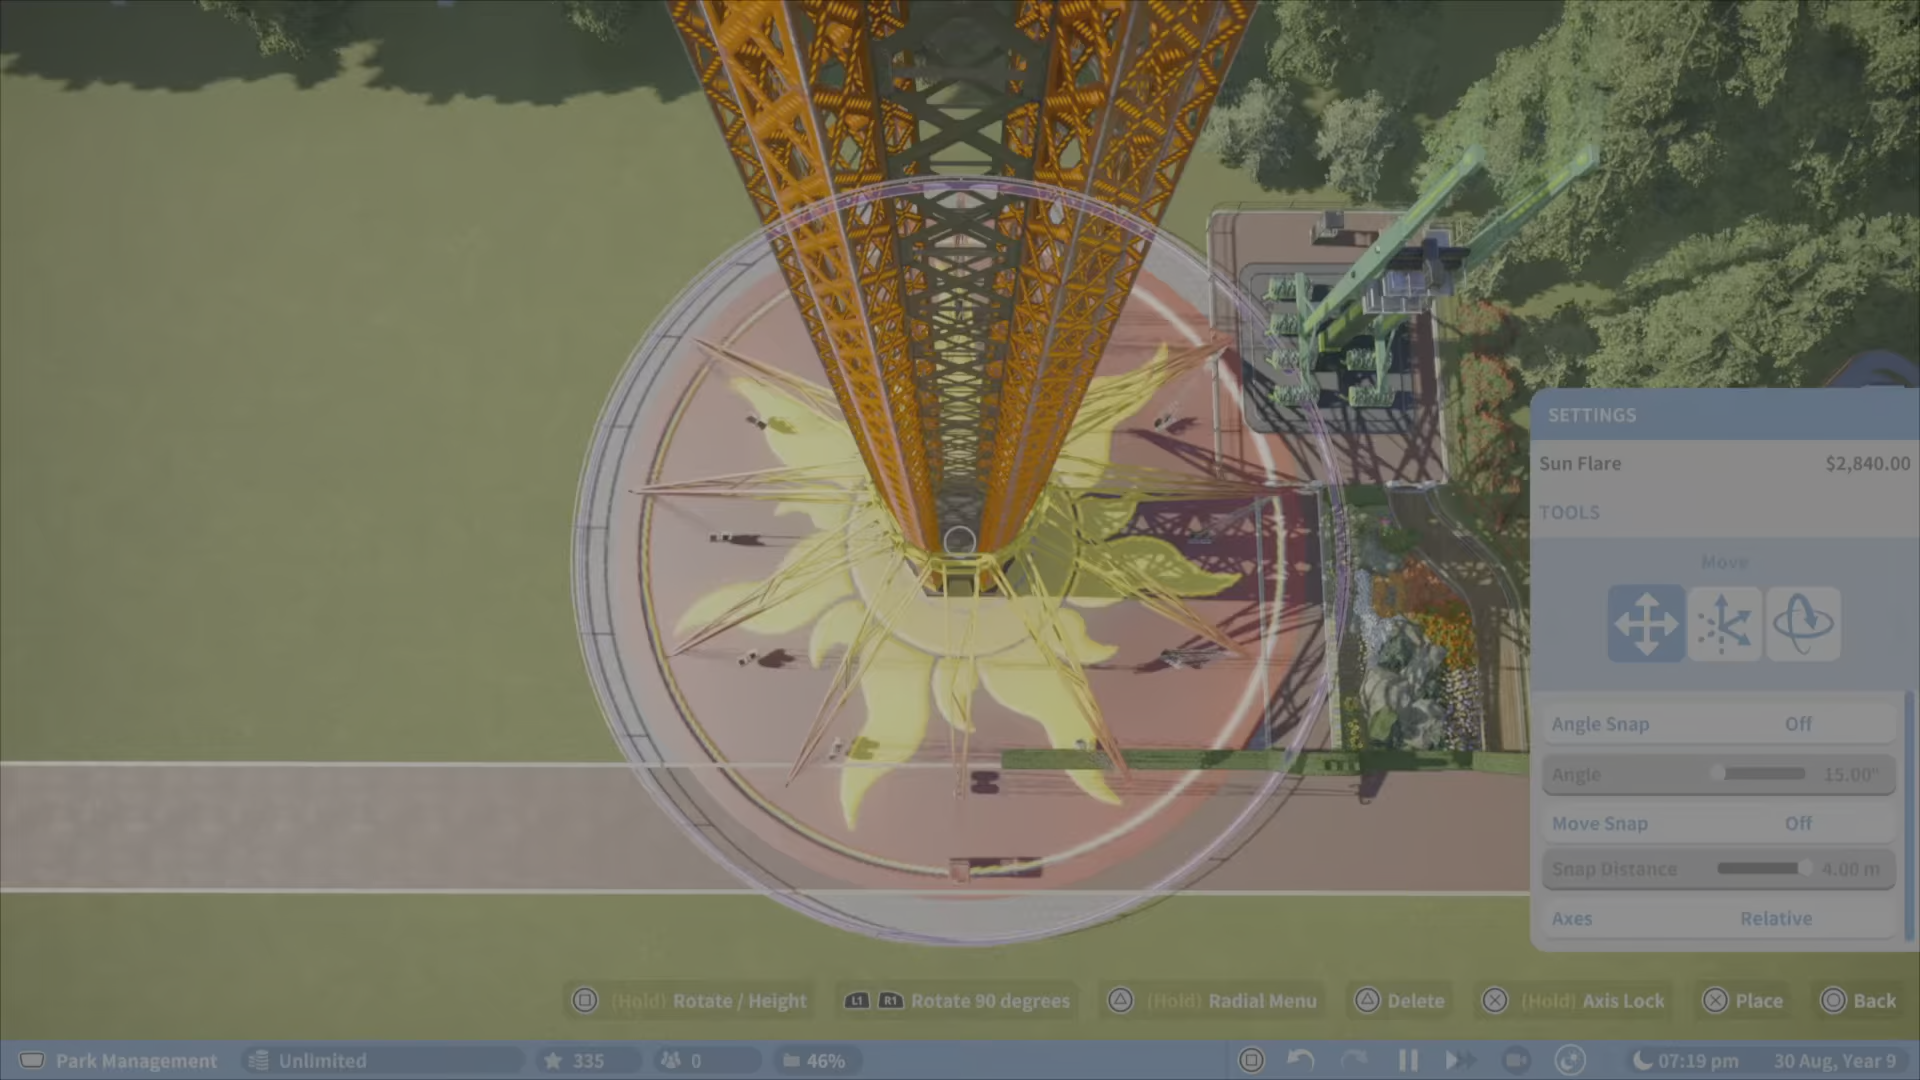 SETTINGS
Sun Flare $2,840.00
TOOLS
Move
Angle Snap Off
Angle 15.00°
Move Snap Off
Snap Distance 4.00 m
Axes Relative
(Hold) Rotate / Height L1 R1 Rotate 90 degrees (Hold) Radial Menu Delete (Hold) Axis Lock Place Back
Park Management Unlimited 335 0 46% 07:19 pm 30 Aug, Year 9